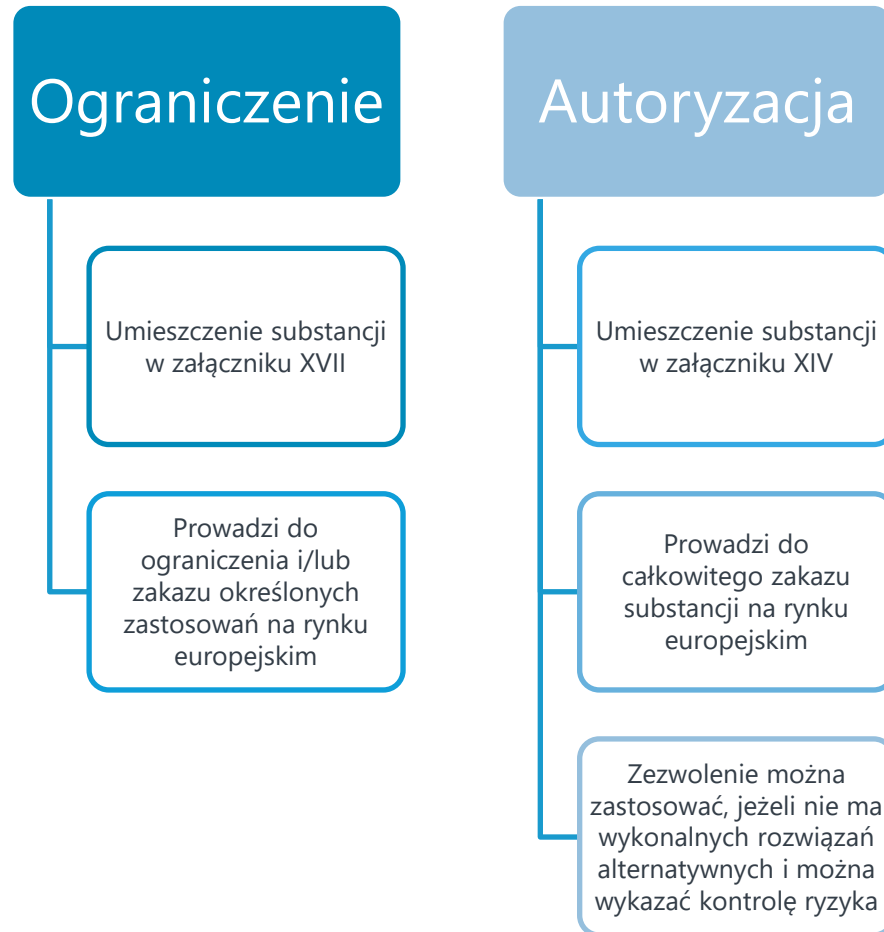 Ograniczenie
Umieszczenie substancji
w załączniku XVII
Prowadzi do
ograniczenia i/lub
zakazu określonych
zastosowań na rynku
europejskim
Autoryzacja
Umieszczenie substancji
w załączniku XIV
Prowadzi do
całkowitego zakazu
substancji na rynku
europejskim
Zezwolenie można
zastosować, jeżeli nie ma
wykonalnych rozwiązań
alternatywnych i można
wykazać kontrolę ryzyka